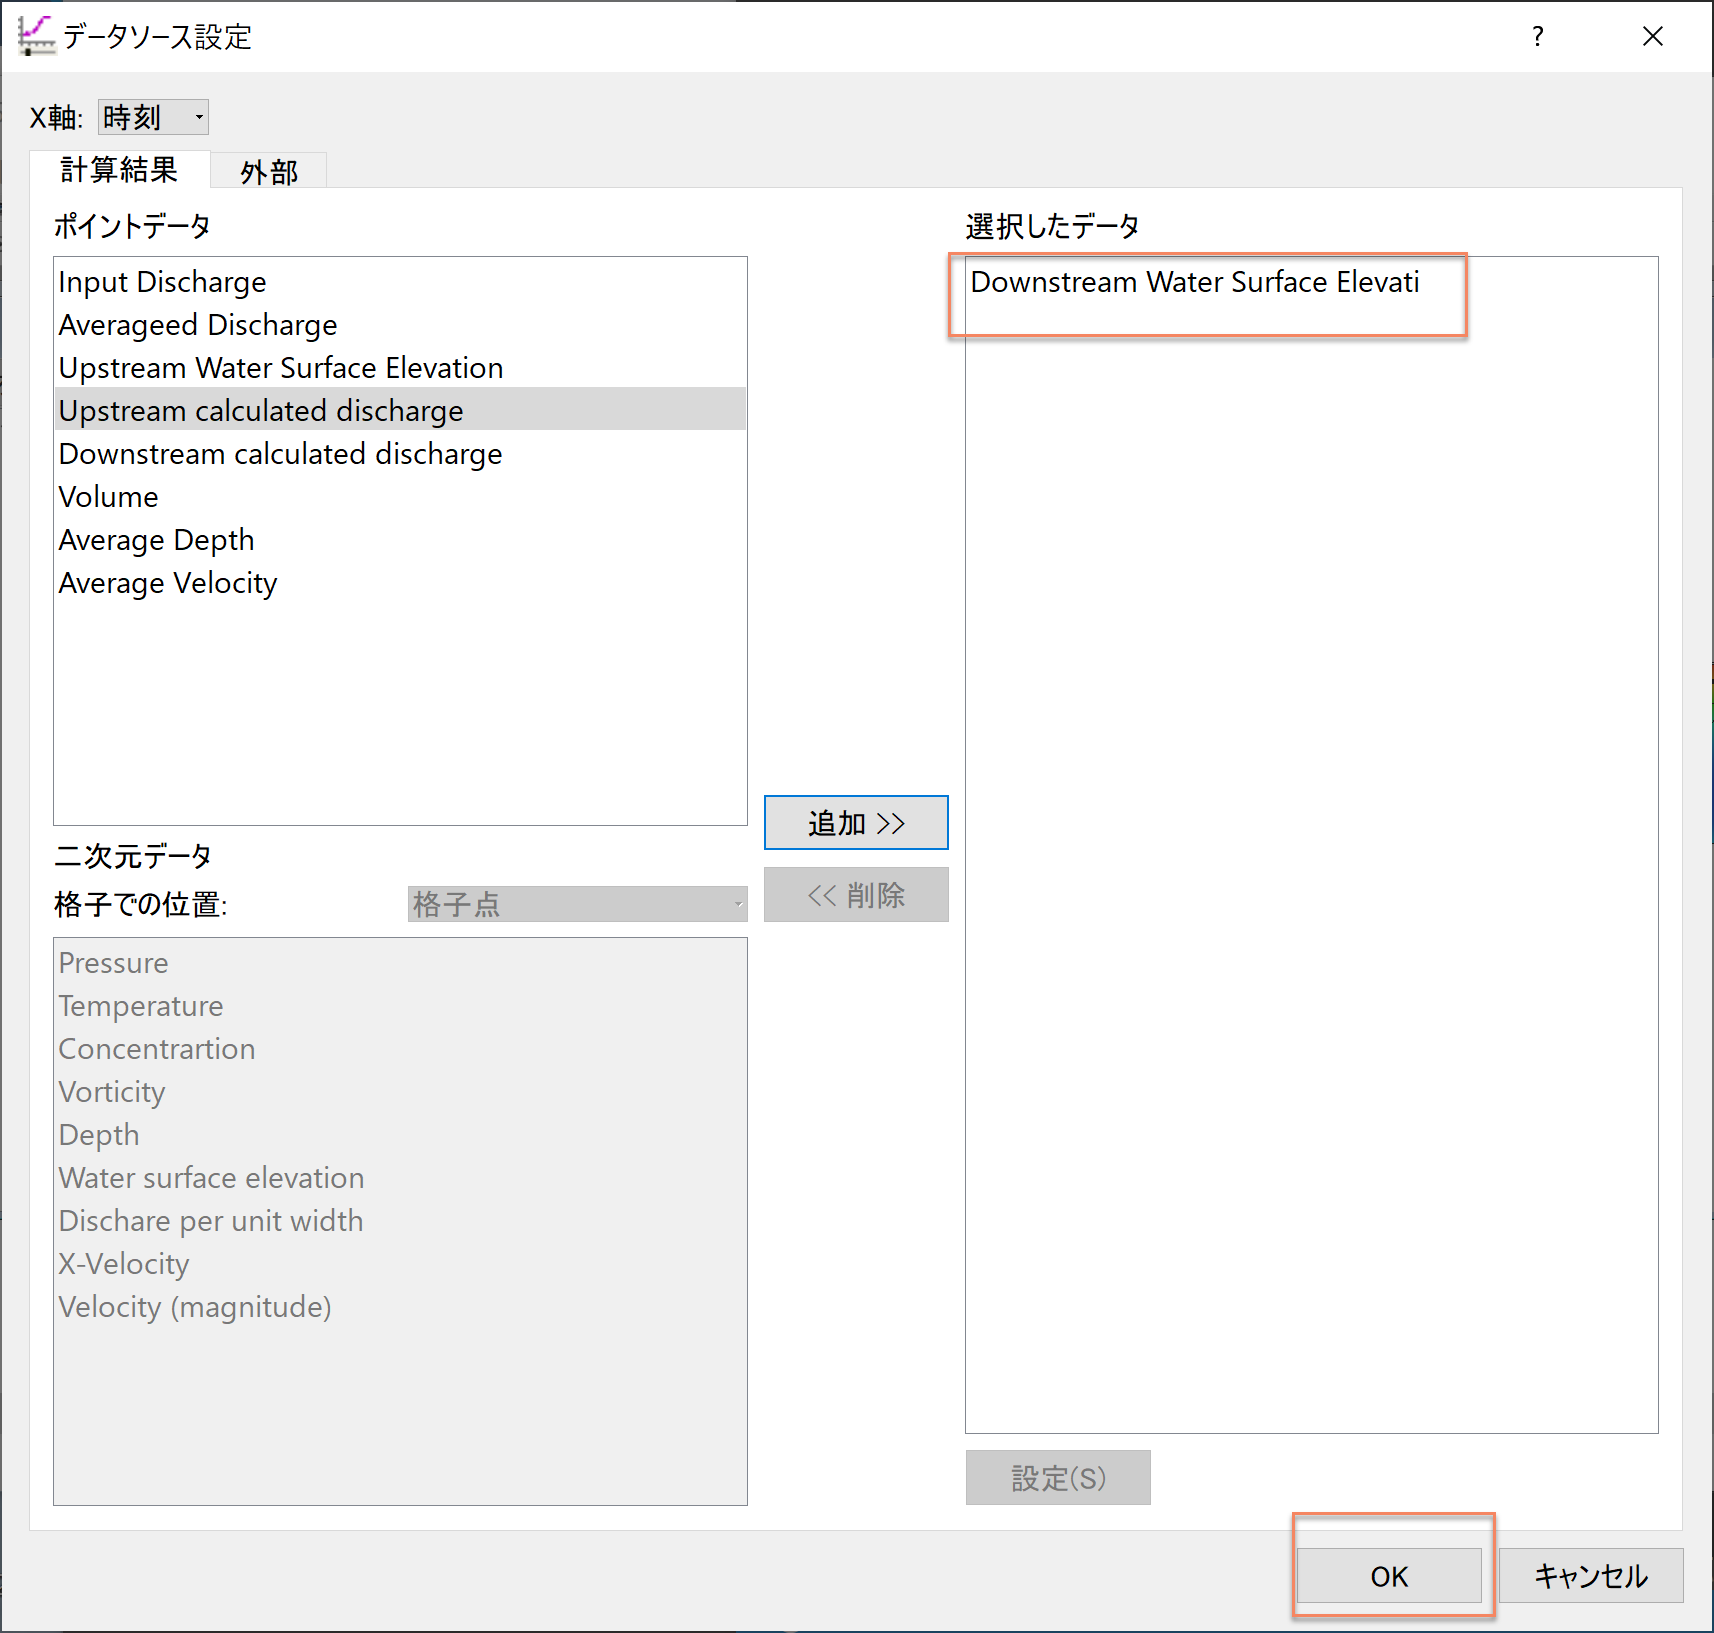 データソース設定
?
X軸: 時刻
計算結果
外部
ポイントデータ
Input Discharge
Averageed Discharge
Upstream Water Surface Elevation
Upstream calculated discharge
Downstream calculated discharge
Volume
Average Depth
Average Velocity
二次元データ
格子での位置: 格子点
Pressure
Temperature
Concentrartion
Vorticity
Depth
Water surface elevation
Dischare per unit width
X-Velocity
Velocity (magnitude)
追加 >>
<< 削除
選択したデータ
Downstream Water Surface Elevati
設定(S)
OK
キャンセル